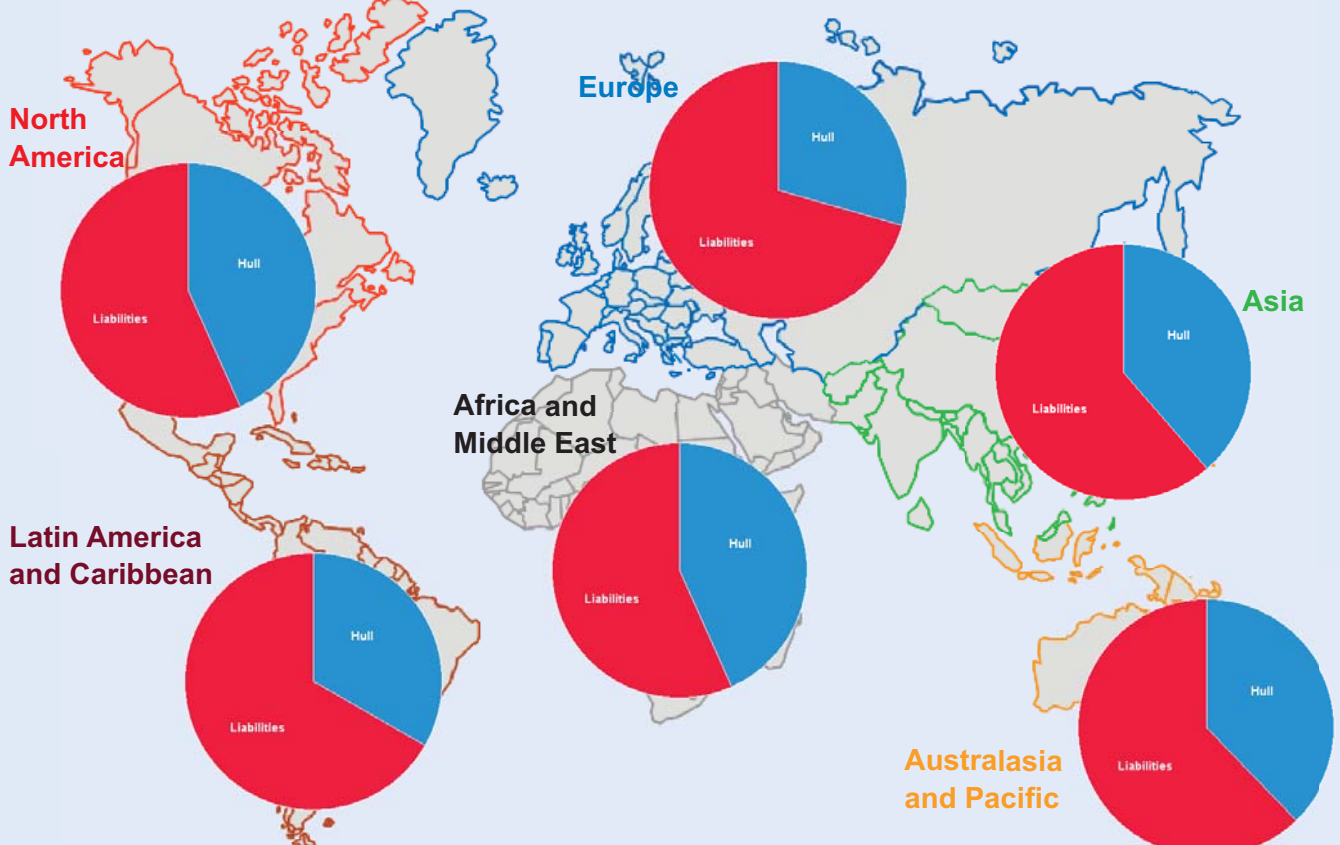 Europe
Hull
Liabilities
North
America
Hull
Liabilities
Asia
Hull
Liabilities
Africa and
Middle East
Hull
Liabilities
Latin America
and Caribbean
Hull
Liabilities
Australasia
and Pacific
Hull
Liabilities